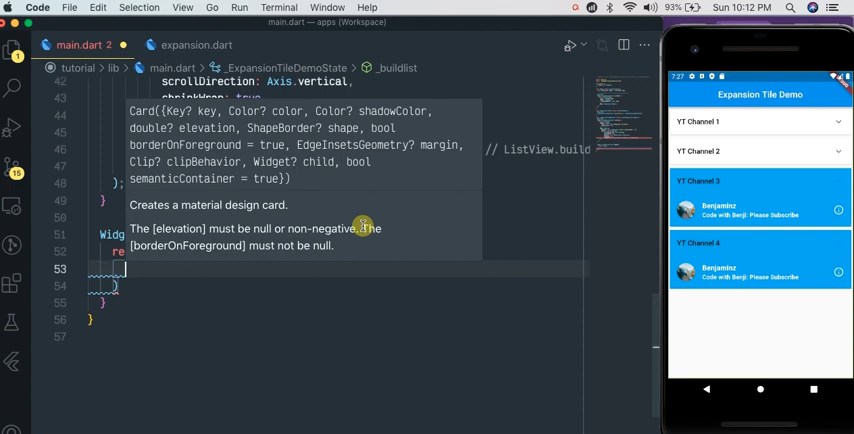 Code File Edit Selection View Go Run Terminal Window Help 93% Sun 10:12 PM
main.dart — apps (Workspace)
main.dart 2 expansion.dart
tutorial > lib > main.dart > _ExpansionTileDemoState > _buildlist
42 scrollDirection: Axis.vertical,
43 shrinkWrap: true
44 Card({Key? key, Color? color, Color? shadowColor,
45 double? elevation, ShapeBorder? shape, bool
46 borderOnForeground = true, EdgeInsetsGeometry? margin, // ListView.build
47 Clip? clipBehavior, Widget? child, bool
48 ); semanticContainer = true})
49 }
Creates a material design card.
50
51 Widg The [elevation] must be null or non-negative. The
52 re [borderOnForeground] must not be null.
53
54 )
55 }
56 }
57
1
15
7:27
DEBUG
Expansion Tile Demo
YT Channel 1
YT Channel 2
YT Channel 3
Benjaminz
Code with Benji: Please Subscribe
YT Channel 4
Benjaminz
Code with Benji: Please Subscribe